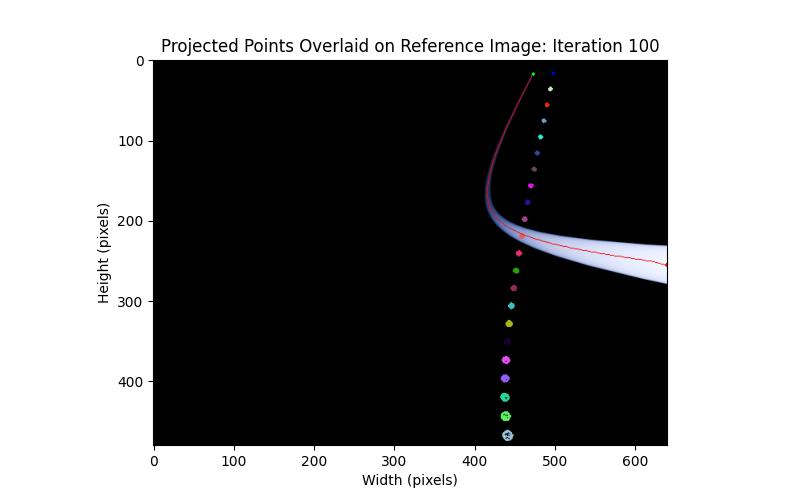 Projected Points Overlaid on Reference Image: Iteration 100
0
100
200
300
400
Height (pixels)
0 100 200 300 400 500 600
Width (pixels)